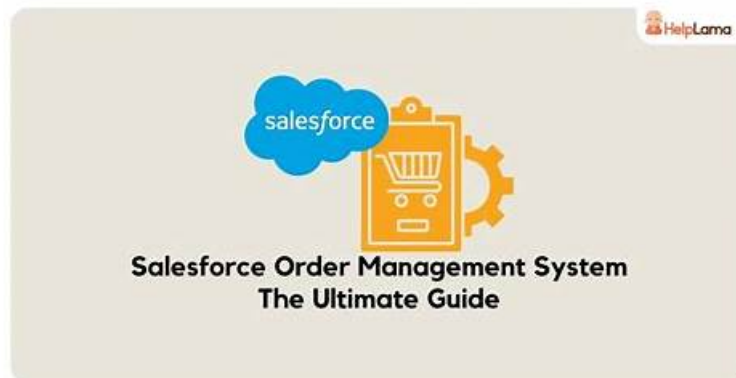 HelpLama
salesforce
Salesforce Order Management System
The Ultimate Guide